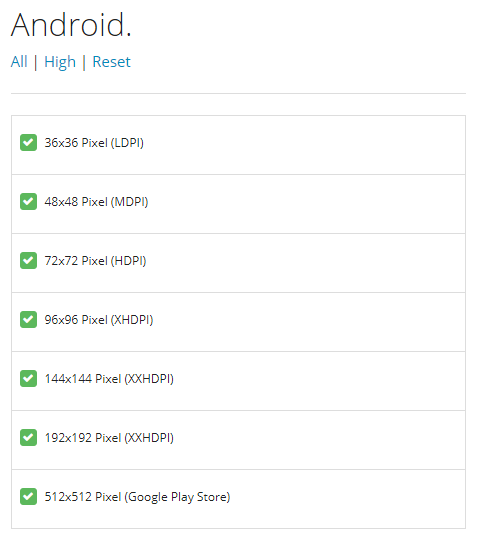 Android.
All | High | Reset
36x36 Pixel (LDPI)
48x48 Pixel (MDPI)
72x72 Pixel (HDPI)
96x96 Pixel (XHDPI)
144x144 Pixel (XXHDPI)
192x192 Pixel (XXHDPI)
512x512 Pixel (Google Play Store)